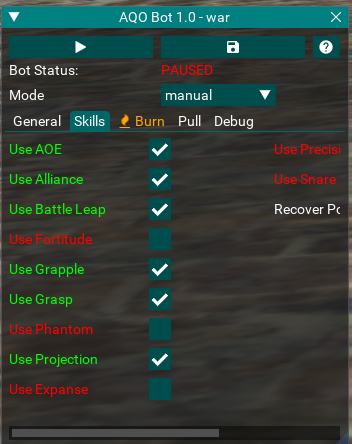 AQO Bot 1.0 - war
Bot Status: PAUSED
Mode manual
General Skills Burn Pull Debug
Use AOE Use Precisi
Use Alliance Use Snare
Use Battle Leap Recover Po
Use Fortitude
Use Grapple
Use Grasp
Use Phantom
Use Projection
Use Expanse